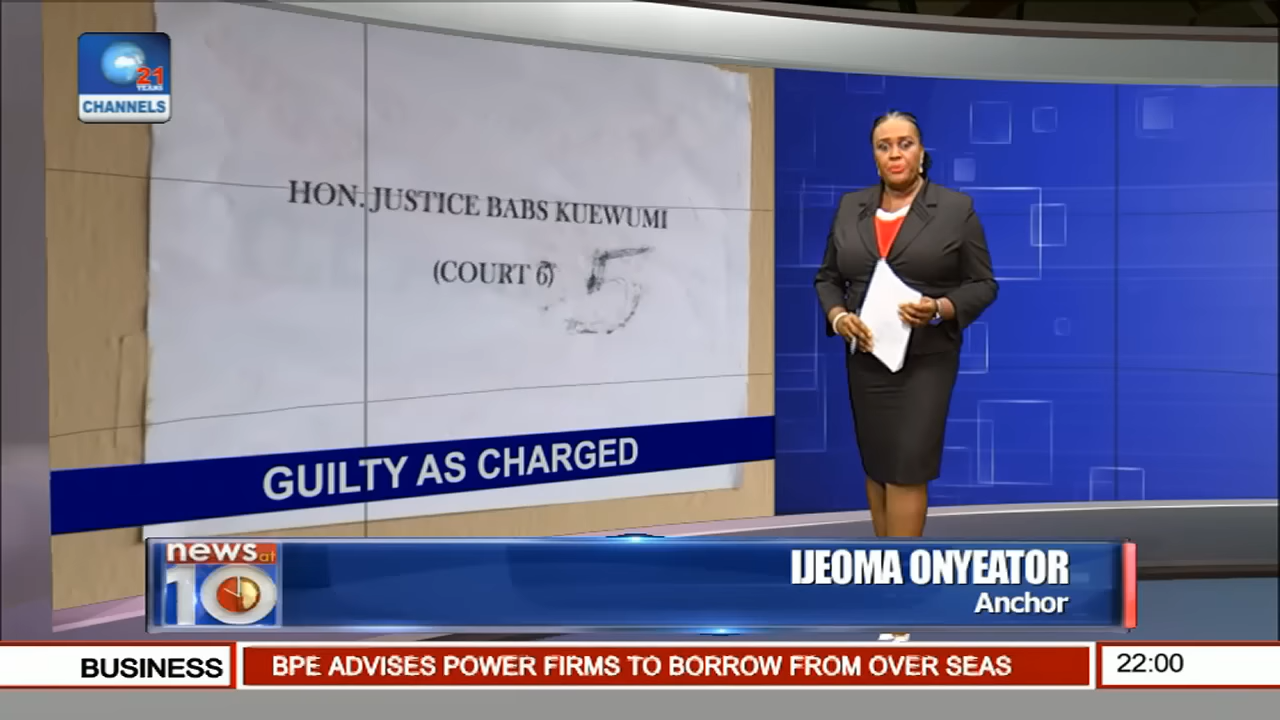 21
YEARS
CHANNELS
HON. JUSTICE BABS KUEWUMI
(COURT 6) 5
GUILTY AS CHARGED
news at
10
IJEOMA ONYEATOR
Anchor
BUSINESS
BPE ADVISES POWER FIRMS TO BORROW FROM OVER SEAS
22:00